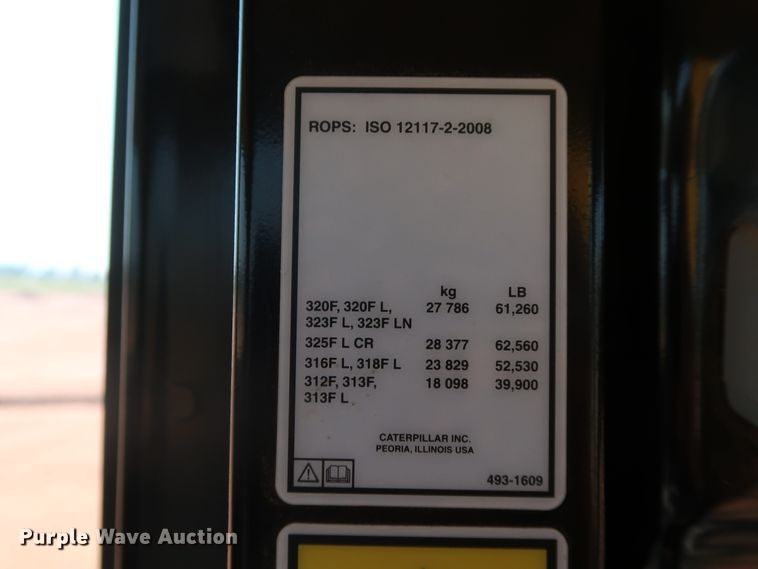 ROPS: ISO 12117-2-2008
kg LB
320F, 320F L, 27 786 61,260
323F L, 323F LN
325F L CR 28 377 62,560
316F L, 318F L 23 829 52,530
312F, 313F, 18 098 39,900
313F L
CATERPILLAR INC.
PEORIA, ILLINOIS USA
493-1609
Purple Wave Auction